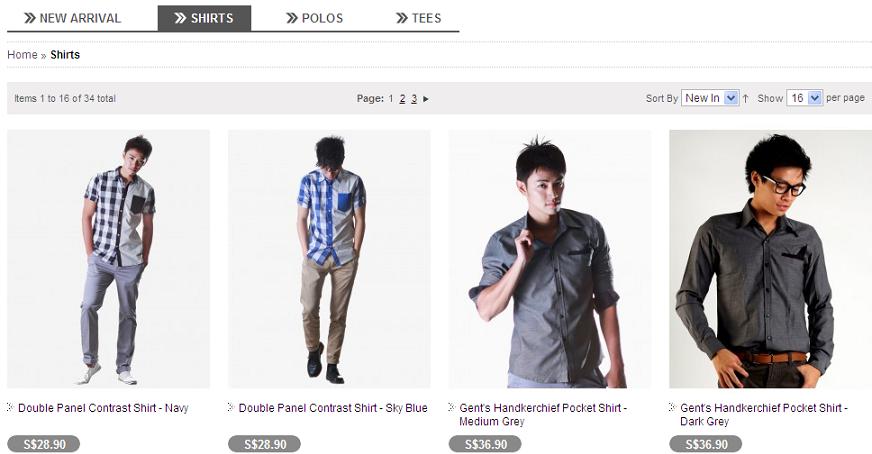 NEW ARRIVAL SHIRTS POLOS TEES
Home » Shirts
Items 1 to 16 of 34 total Page: 1 2 3 Sort By New In Show 16 per page
Double Panel Contrast Shirt - Navy
S$28.90
Double Panel Contrast Shirt - Sky Blue
S$28.90
Gent's Handkerchief Pocket Shirt -
Medium Grey
S$36.90
Gent's Handkerchief Pocket Shirt -
Dark Grey
S$36.90